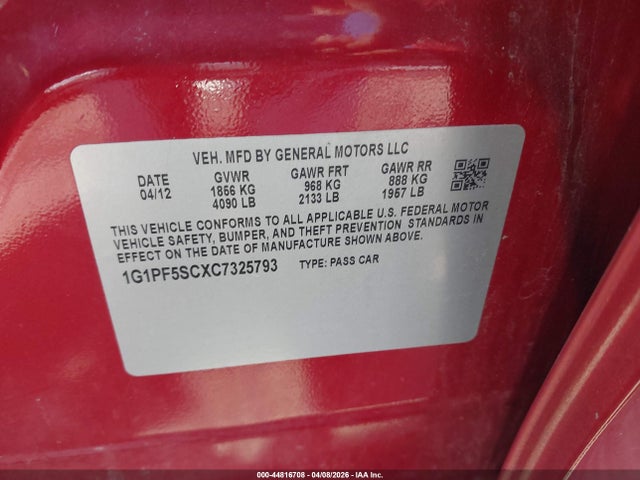 VEH. MFD BY GENERAL MOTORS LLC
DATE GVWR GAWR FRT GAWR RR
04/12 1856 KG 968 KG 888 KG
4090 LB 2133 LB 1957 LB
THIS VEHICLE CONFORMS TO ALL APPLICABLE U.S. FEDERAL MOTOR
VEHICLE SAFETY, BUMPER, AND THEFT PREVENTION STANDARDS IN
EFFECT ON THE DATE OF MANUFACTURE SHOWN ABOVE.
1G1PF5SCXC7325793 TYPE: PASS CAR
000-44816708 - 04/08/2026 - IAA Inc.